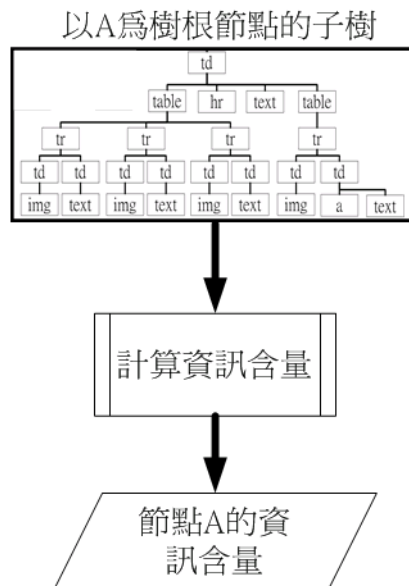 以A爲樹根節點的子樹
td
table hr text table
tr tr tr tr
td td td td td td td td
img text img text img text img a text
計算資訊含量
節點A的資
訊含量